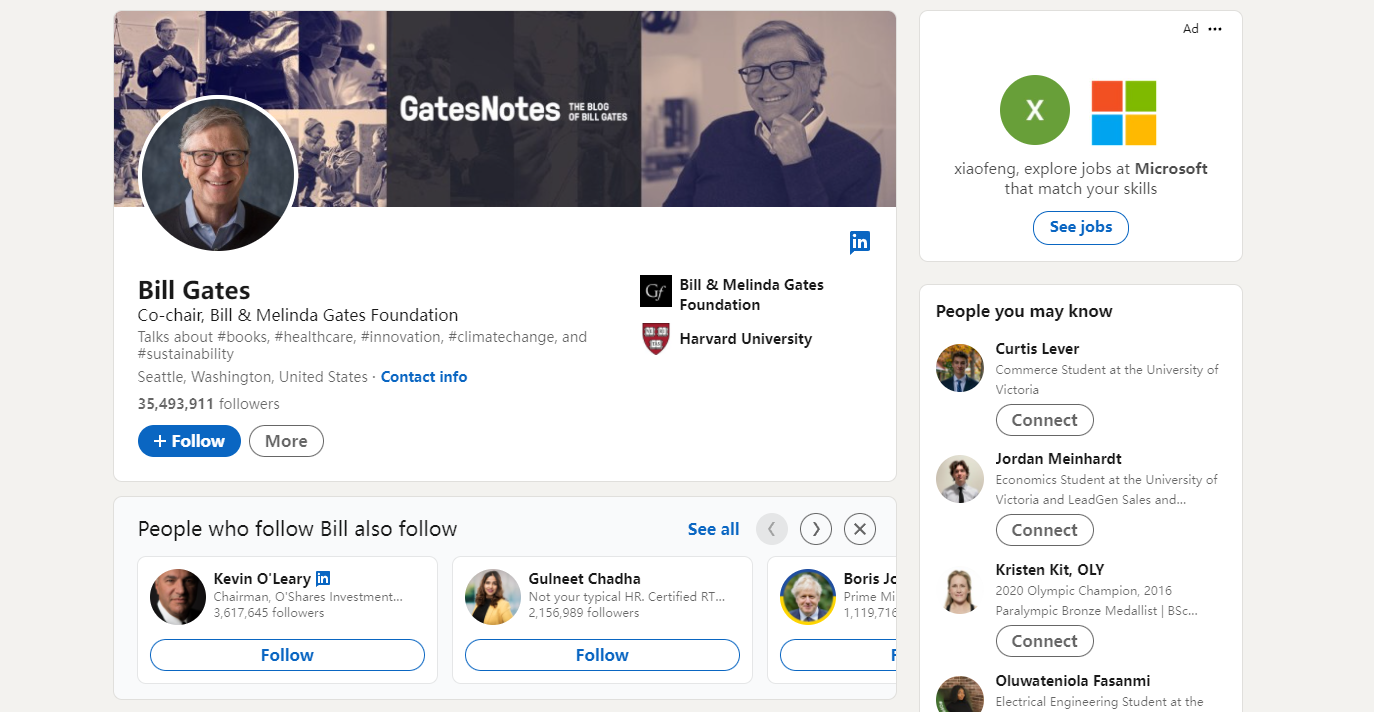 GatesNotes THE BLOG
OF BILL GATES
in
Bill Gates
Co-chair, Bill & Melinda Gates Foundation
Talks about #books, #healthcare, #innovation, #climatechange, and
#sustainability
Seattle, Washington, United States · Contact info
35,493,911 followers
+ Follow
More
Gf
Bill & Melinda Gates
Foundation
Harvard University
People who follow Bill also follow
See all
Kevin O'Leary in
Chairman, O'Shares Investment...
3,617,645 followers
Follow
Gulneet Chadha
Not your typical HR. Certified RT...
2,156,989 followers
Follow
Boris Jo
Prime Mi
1,119,716
F
Ad ...
X
xiaofeng, explore jobs at Microsoft
that match your skills
See jobs
People you may know
Curtis Lever
Commerce Student at the University of
Victoria
Connect
Jordan Meinhardt
Economics Student at the University of
Victoria and LeadGen Sales and...
Connect
Kristen Kit, OLY
2020 Olympic Champion, 2016
Paralympic Bronze Medallist | BSc...
Connect
Oluwateniola Fasanmi
Electrical Engineering Student at the